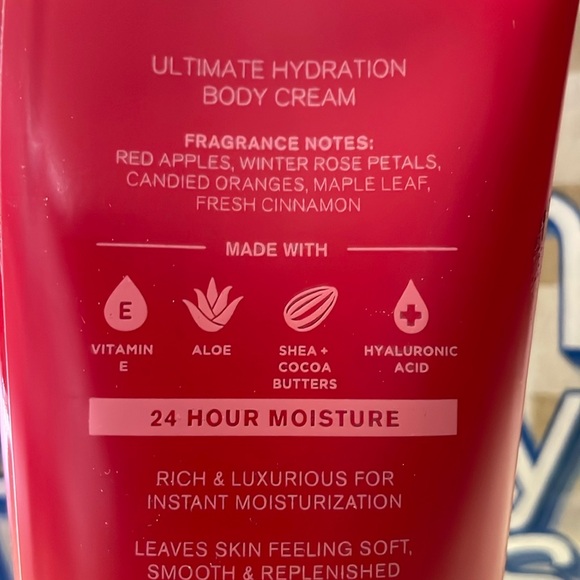 ULTIMATE HYDRATION
BODY CREAM
FRAGRANCE NOTES:
RED APPLES, WINTER ROSE PETALS,
CANDIED ORANGES, MAPLE LEAF,
FRESH CINNAMON
MADE WITH
E
VITAMIN
E
ALOE
SHEA +
COCOA
BUTTERS
HYALURONIC
ACID
24 HOUR MOISTURE
RICH & LUXURIOUS FOR
INSTANT MOISTURIZATION
LEAVES SKIN FEELING SOFT,
SMOOTH & REPLENISHED